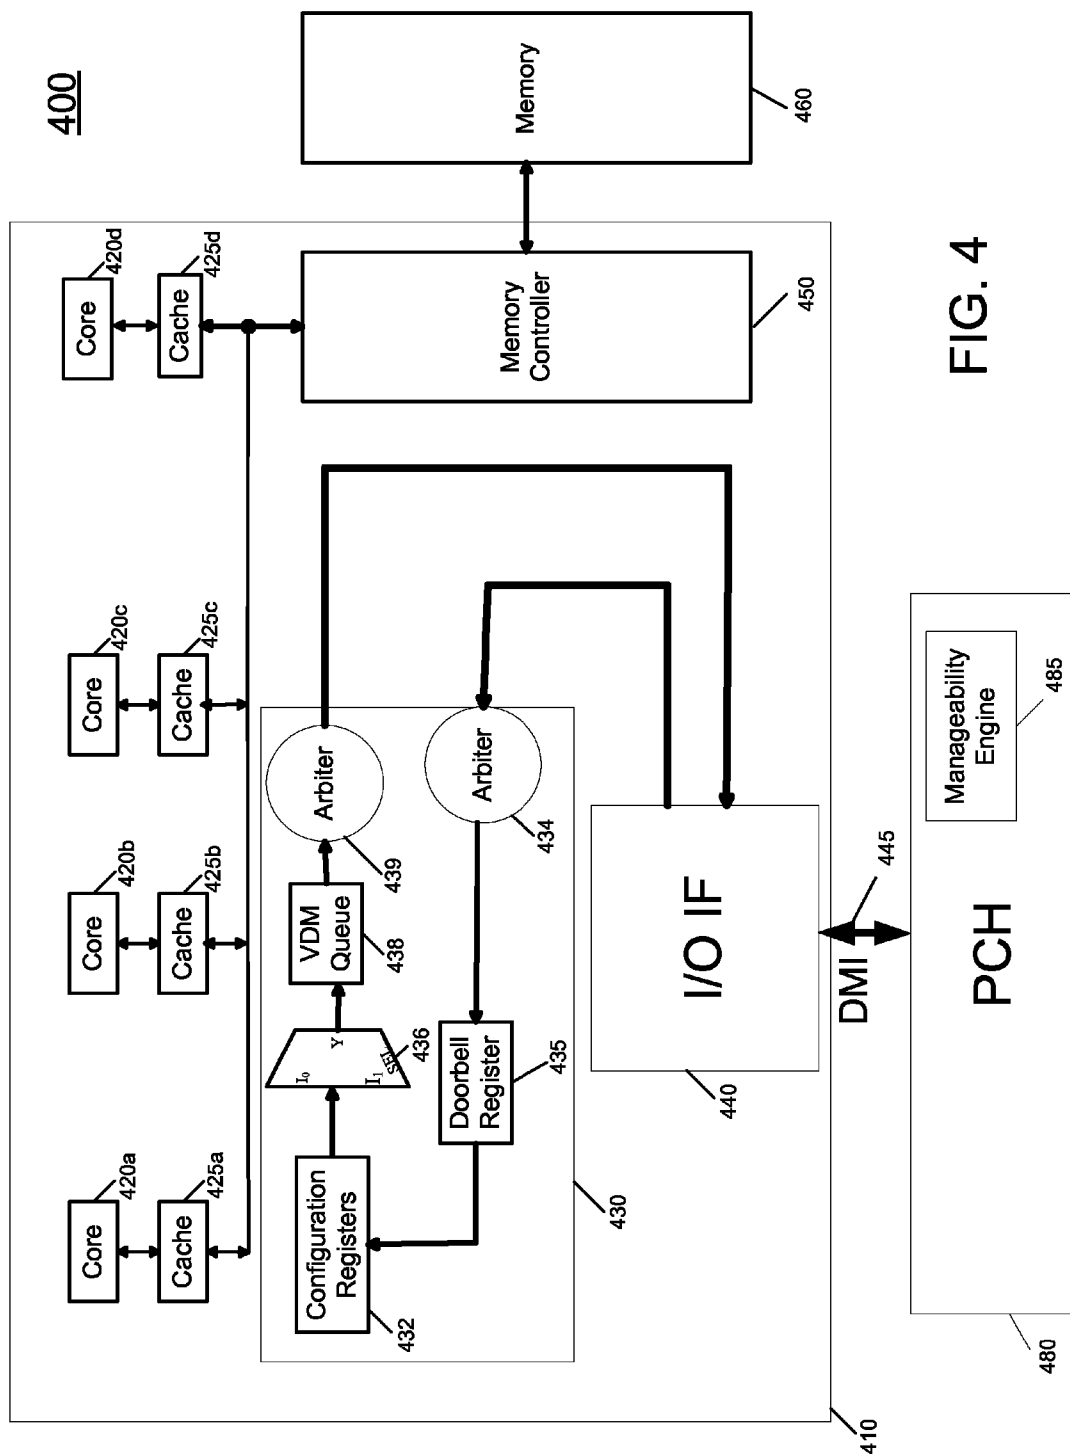 400
Core
420a
Core
420b
Core
420c
Core
420d
Cache
425a
Cache
425b
Cache
425c
Cache
425d
Configuration
Registers
432
I0
I1
Y
SEL
436
VDM
Queue
438
Arbiter
439
Arbiter
434
Doorbell
Register
435
430
Memory
Controller
450
Memory
460
I/O IF
440
410
DMI
445
PCH
Manageability
Engine
485
480
FIG. 4